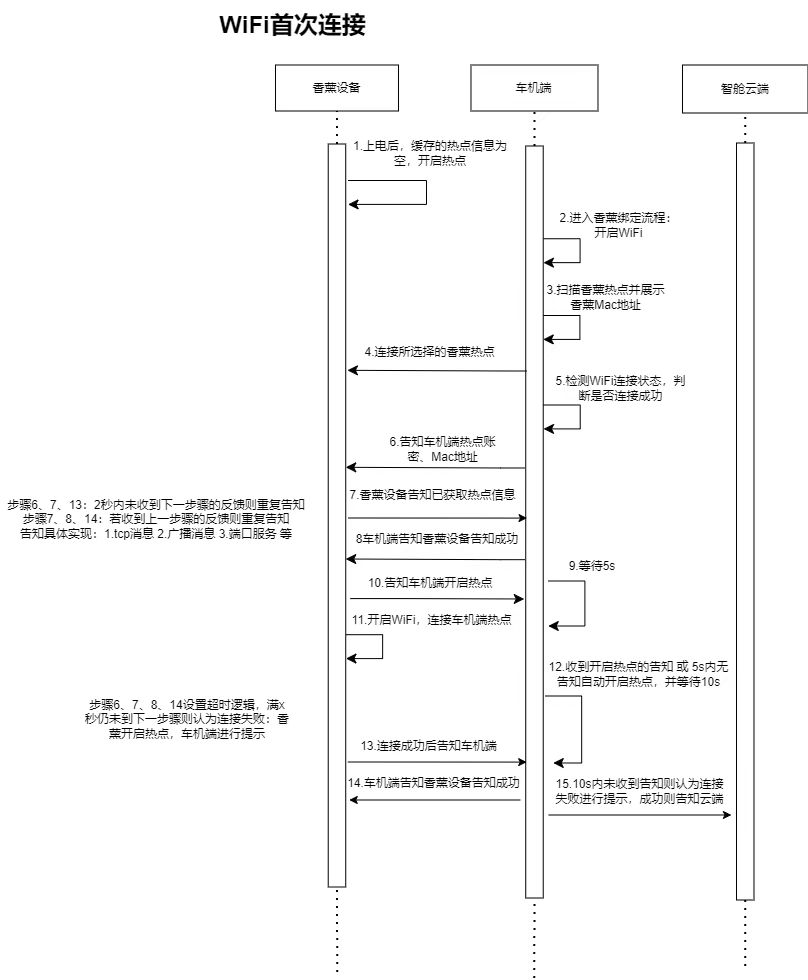 WiFi首次连接
香薰设备
车机端
智舱云端
1.上电后，缓存的热点信息为
空，开启热点
2.进入香薰绑定流程：
开启WiFi
3.扫描香薰热点并展示
香薰Mac地址
4.连接所选择的香薰热点
5.检测WiFi连接状态，判
断是否连接成功
6.告知车机端热点账
密、Mac地址
7.香薰设备告知已获取热点信息
步骤6、7、13：2秒内未收到下一步骤的反馈则重复告知
步骤7、8、14：若收到上一步骤的反馈则重复告知
告知具体实现：1.tcp消息 2.广播消息 3.端口服务 等
8车机端告知香薰设备告知成功
9.等待5s
10.告知车机端开启热点
11.开启WiFi，连接车机端热点
12.收到开启热点的告知 或 5s内无
告知自动开启热点，并等待10s
步骤6、7、8、14设置超时逻辑，满x
秒仍未到下一步骤则认为连接失败：香
薰开启热点，车机端进行提示
13.连接成功后告知车机端
14.车机端告知香薰设备告知成功
15.10s内未收到告知则认为连接
失败进行提示，成功则告知云端